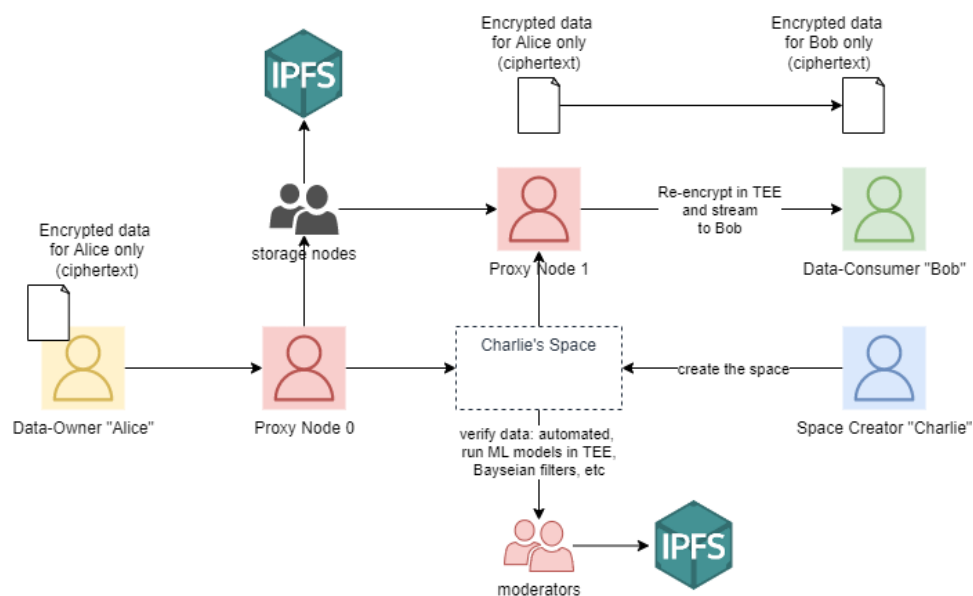 Encrypted data
for Alice only
(ciphertext)
Encrypted data
for Bob only
(ciphertext)
IPFS
storage nodes
Proxy Node 1
Re-encrypt in TEE
and stream
to Bob
Data-Consumer "Bob"
Encrypted data
for Alice only
(ciphertext)
Data-Owner "Alice"
Proxy Node 0
Charlie's Space
create the space
Space Creator "Charlie"
verify data: automated,
run ML models in TEE,
Bayseian filters, etc
moderators
IPFS